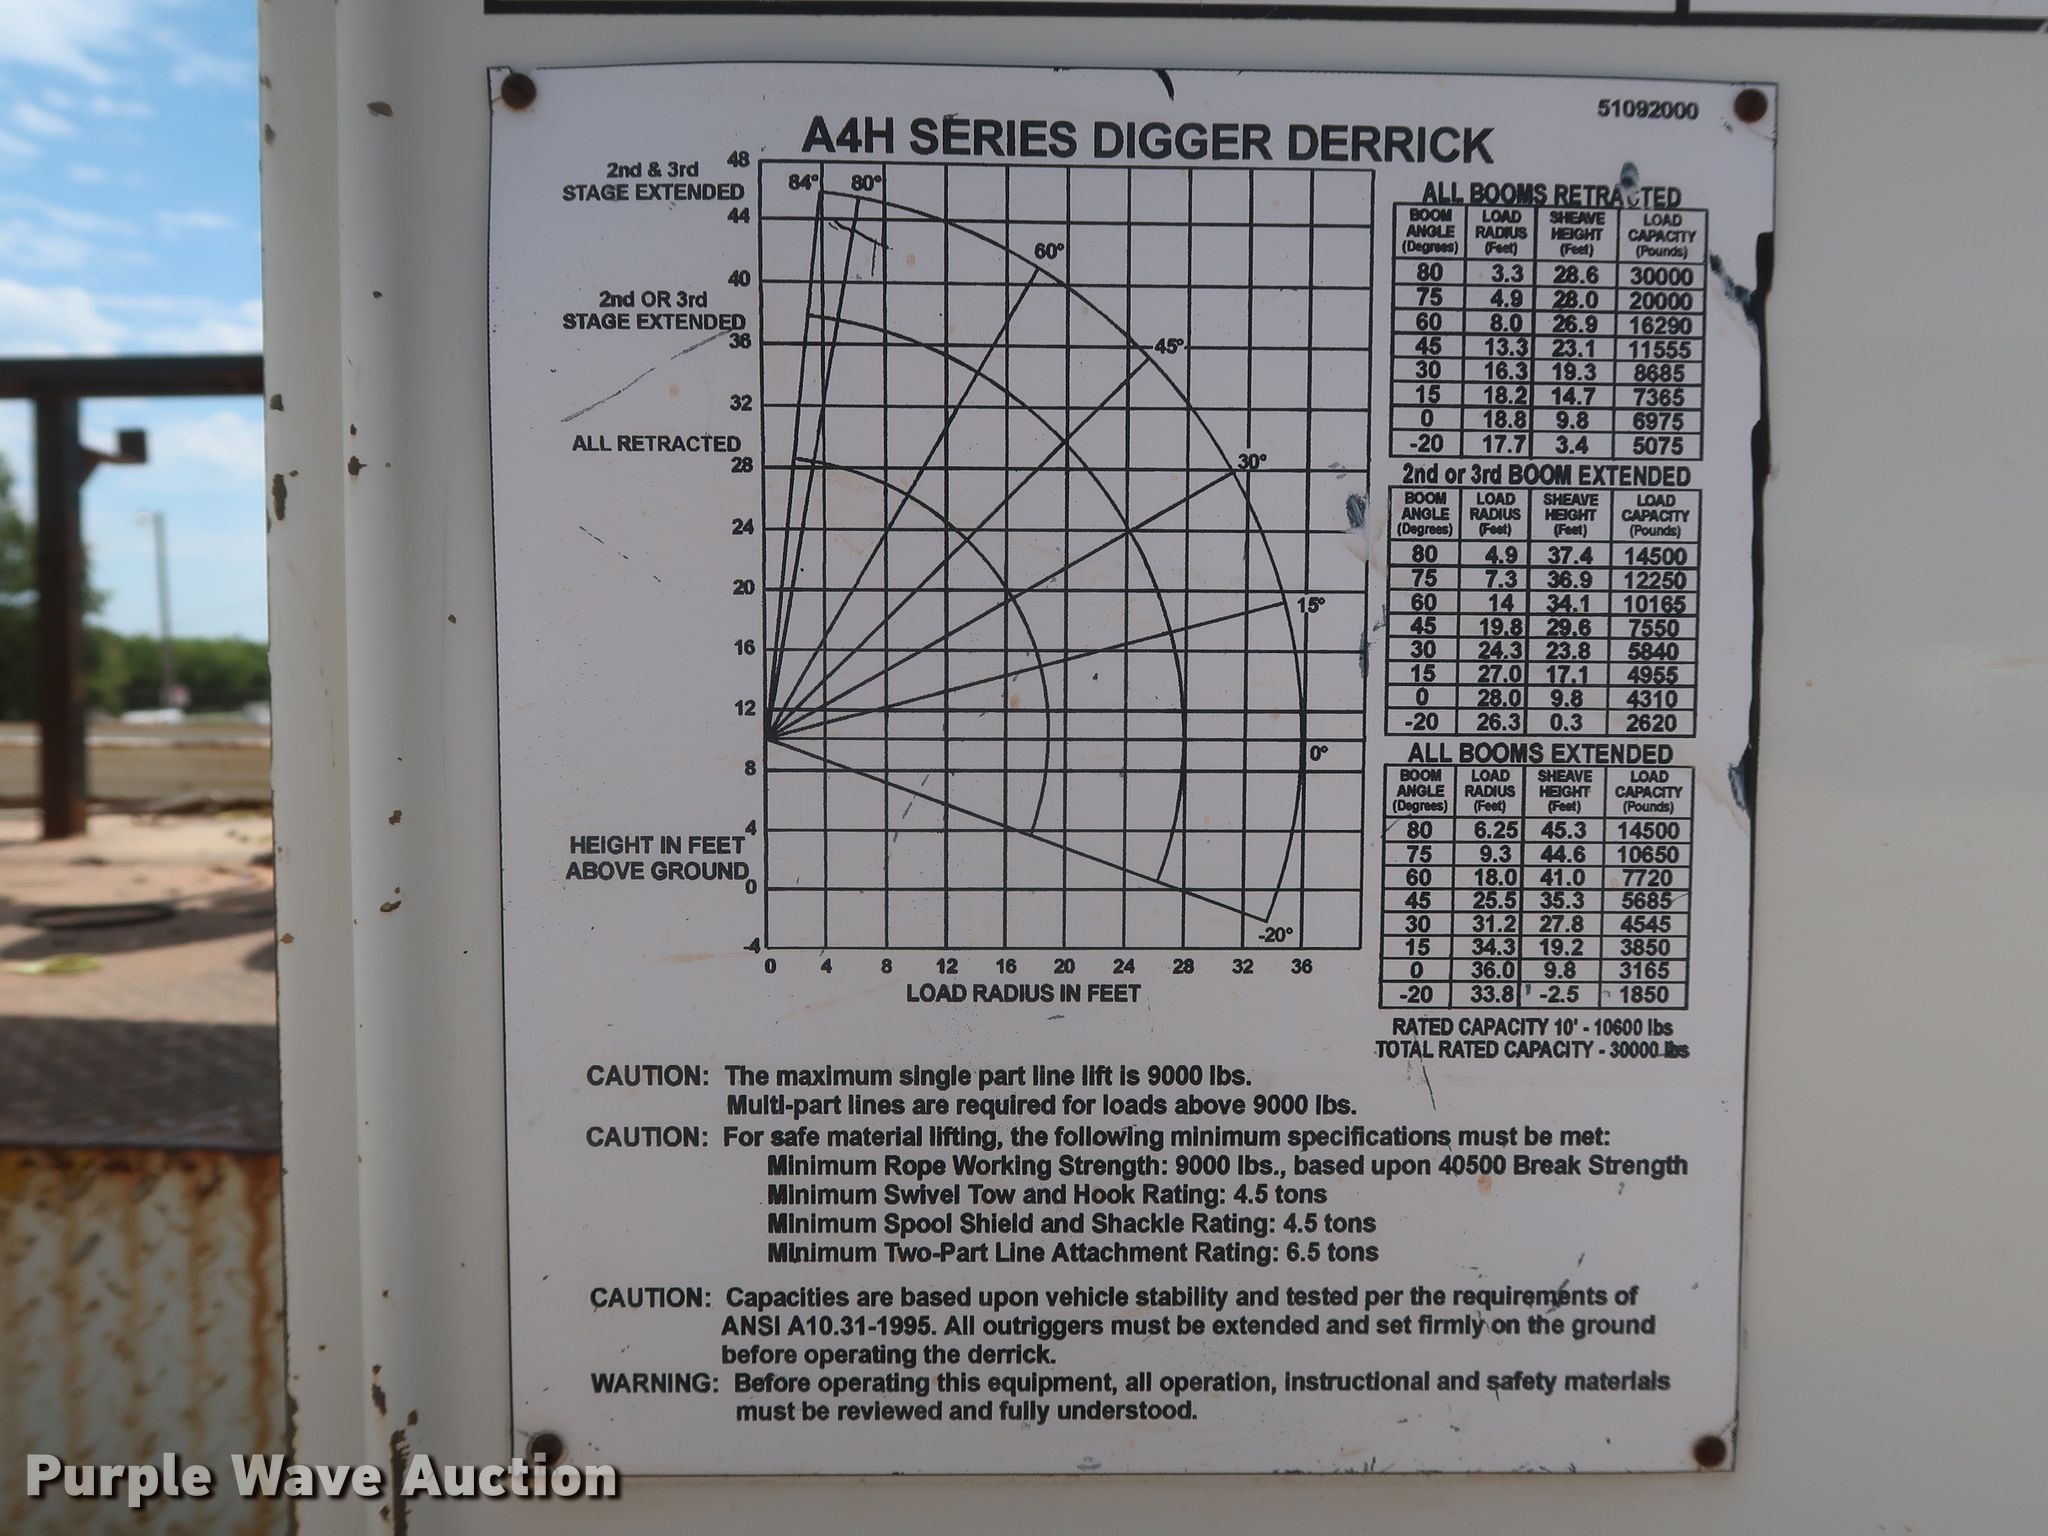 51092000
A4H SERIES DIGGER DERRICK
2nd & 3rd
STAGE EXTENDED
2nd OR 3rd
STAGE EXTENDED
ALL RETRACTED
HEIGHT IN FEET
ABOVE GROUND
48
44
40
36
32
28
24
20
16
12
8
4
0
-4
84° 80°
60°
45°
30°
15°
0°
-20°
0 4 8 12 16 20 24 28 32 36
LOAD RADIUS IN FEET
ALL BOOMS RETRACTED
BOOM ANGLE (Degrees) LOAD RADIUS (Feet) SHEAVE HEIGHT (Feet) LOAD CAPACITY (Pounds)
80 3.3 28.6 30000
75 4.9 28.0 20000
60 8.0 26.9 16290
45 13.3 23.1 11555
30 16.3 19.3 8685
15 18.2 14.7 7365
0 18.8 9.8 6975
-20 17.7 3.4 5075
2nd or 3rd BOOM EXTENDED
BOOM ANGLE (Degrees) LOAD RADIUS (Feet) SHEAVE HEIGHT (Feet) LOAD CAPACITY (Pounds)
80 4.9 37.4 14500
75 7.3 36.9 12250
60 14 34.1 10165
45 19.8 29.6 7550
30 24.3 23.8 5840
15 27.0 17.1 4955
0 28.0 9.8 4310
-20 26.3 0.3 2620
ALL BOOMS EXTENDED
BOOM ANGLE (Degrees) LOAD RADIUS (Feet) SHEAVE HEIGHT (Feet) LOAD CAPACITY (Pounds)
80 6.25 45.3 14500
75 9.3 44.6 10650
60 18.0 41.0 7720
45 25.5 35.3 5685
30 31.2 27.8 4545
15 34.3 19.2 3850
0 36.0 9.8 3165
-20 33.8 -2.5 1850
RATED CAPACITY 10' - 10600 lbs
TOTAL RATED CAPACITY - 30000 lbs
CAUTION: The maximum single part line lift is 9000 lbs.
Multi-part lines are required for loads above 9000 lbs.
CAUTION: For safe material lifting, the following minimum specifications must be met:
Minimum Rope Working Strength: 9000 lbs., based upon 40500 Break Strength
Minimum Swivel Tow and Hook Rating: 4.5 tons
Minimum Spool Shield and Shackle Rating: 4.5 tons
Minimum Two-Part Line Attachment Rating: 6.5 tons
CAUTION: Capacities are based upon vehicle stability and tested per the requirements of
ANSI A10.31-1995. All outriggers must be extended and set firmly on the ground
before operating the derrick.
WARNING: Before operating this equipment, all operation, instructional and safety materials
must be reviewed and fully understood.
Purple Wave Auction